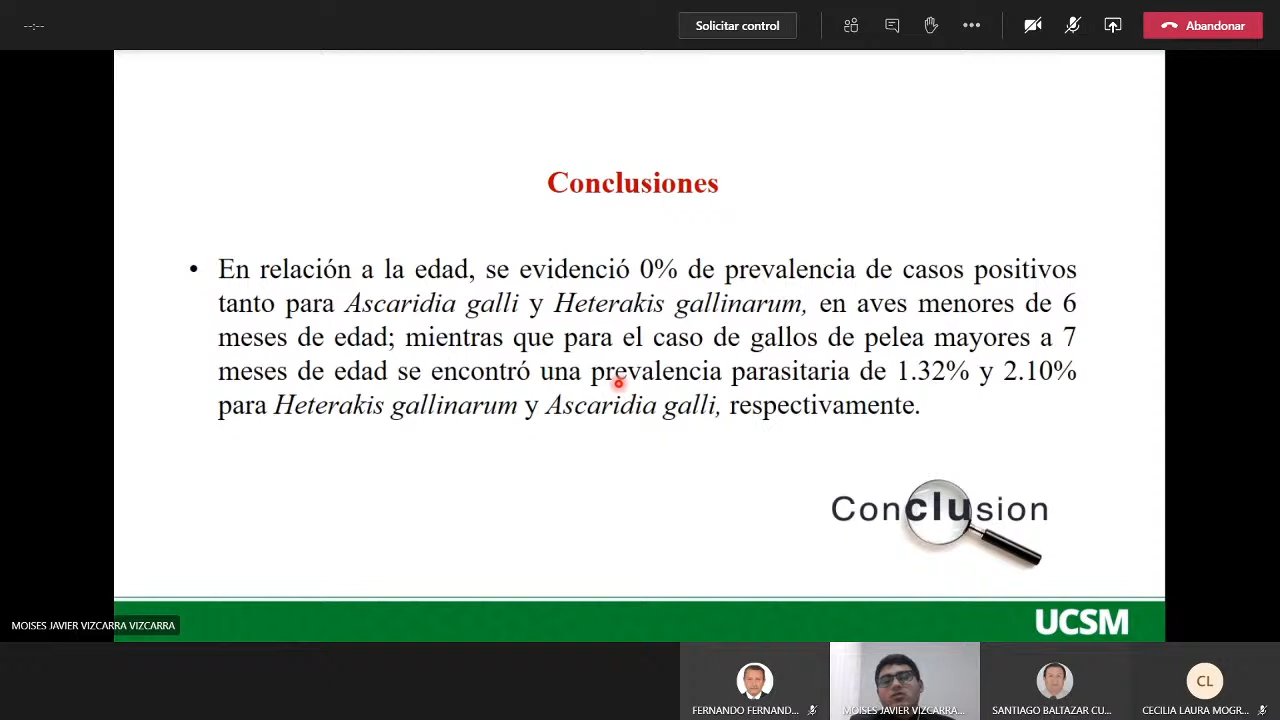 --:--
Solicitar control
Abandonar
Conclusiones
• En relación a la edad, se evidenció 0% de prevalencia de casos positivos
tanto para Ascaridia galli y Heterakis gallinarum, en aves menores de 6
meses de edad; mientras que para el caso de gallos de pelea mayores a 7
meses de edad se encontró una prevalencia parasitaria de 1.32% y 2.10%
para Heterakis gallinarum y Ascaridia galli, respectivamente.
Conclusion
UCSM
MOISES JAVIER VIZCARRA VIZCARRA
CL
FERNANDO FERNAND...
MOISES JAVIER VIZCARRA...
SANTIAGO BALTAZAR CU...
CECILIA LAURA MOGR...